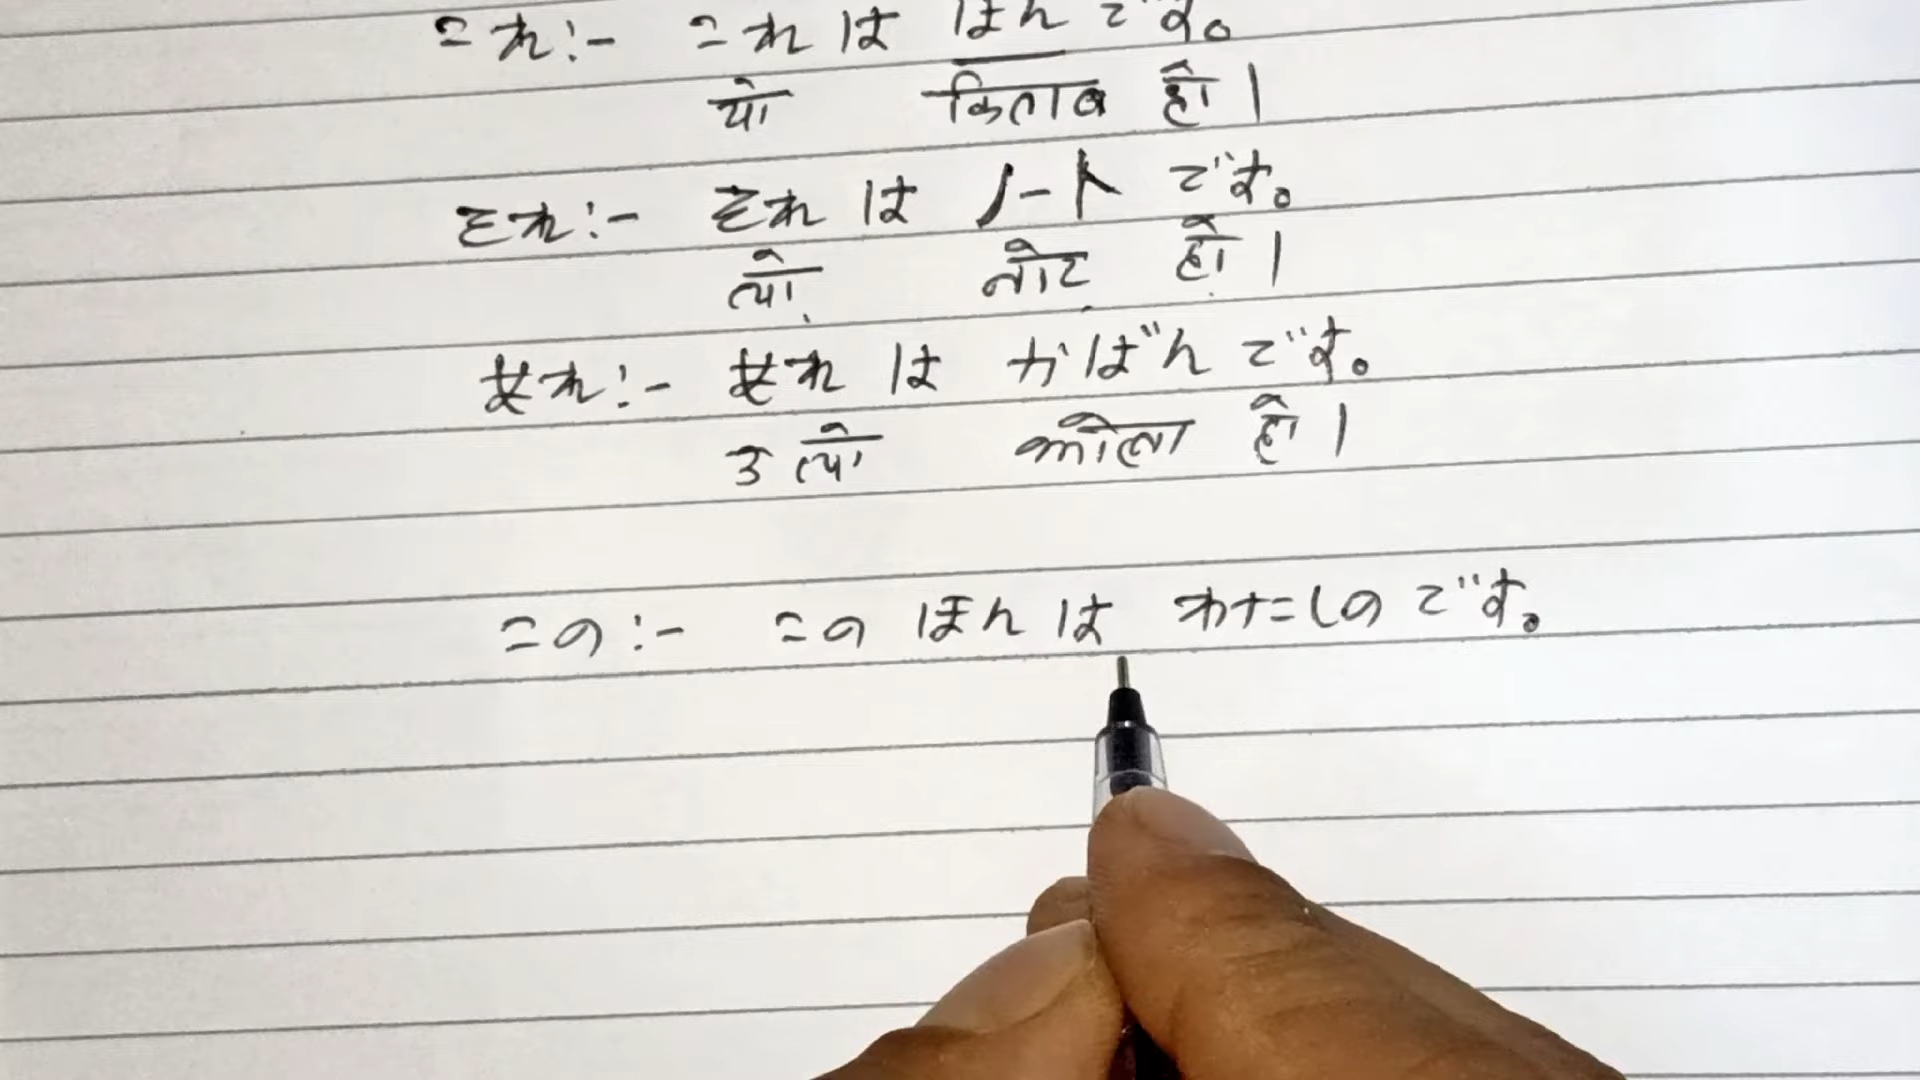 これ:- これ は ほん です。
यो किताब हो।
それ:- それ は ノート です。
त्यो नोट हो।
あれ:- あれ は かばん です。
उ त्यो झोला हो।
この:- この ほん は わたしの です。